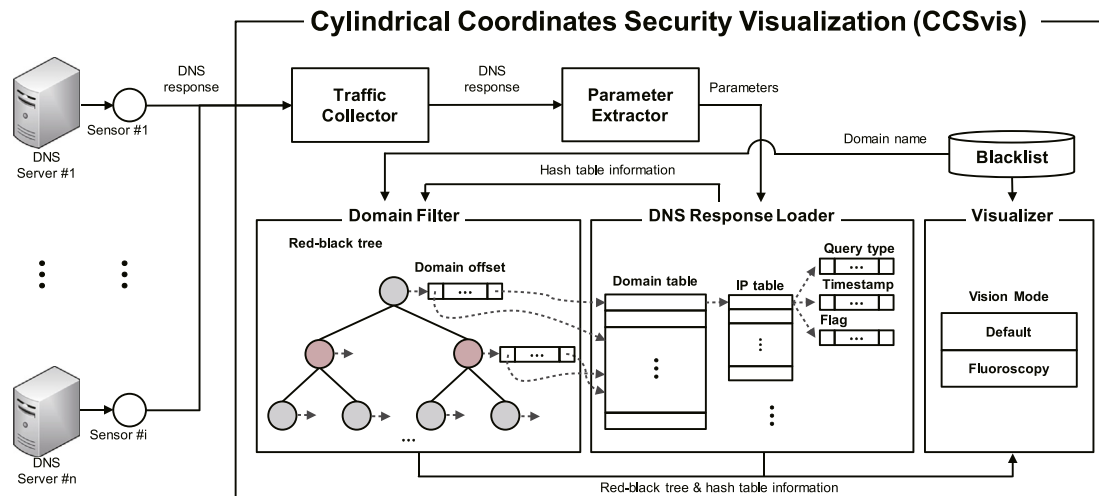 Cylindrical Coordinates Security Visualization (CCSvis)
DNS
response
Sensor #1
DNS
Server #1
Traffic
Collector
DNS
response
Parameter
Extractor
Parameters
Domain name
Blacklist
Hash table information
Domain Filter
Red-black tree
Domain offset
...
...
...
DNS Response Loader
Domain table
IP table
Query type
...
Timestamp
...
Flag
...
Visualizer
Vision Mode
Default
Fluoroscopy
Sensor #i
DNS
Server #n
Red-black tree & hash table information